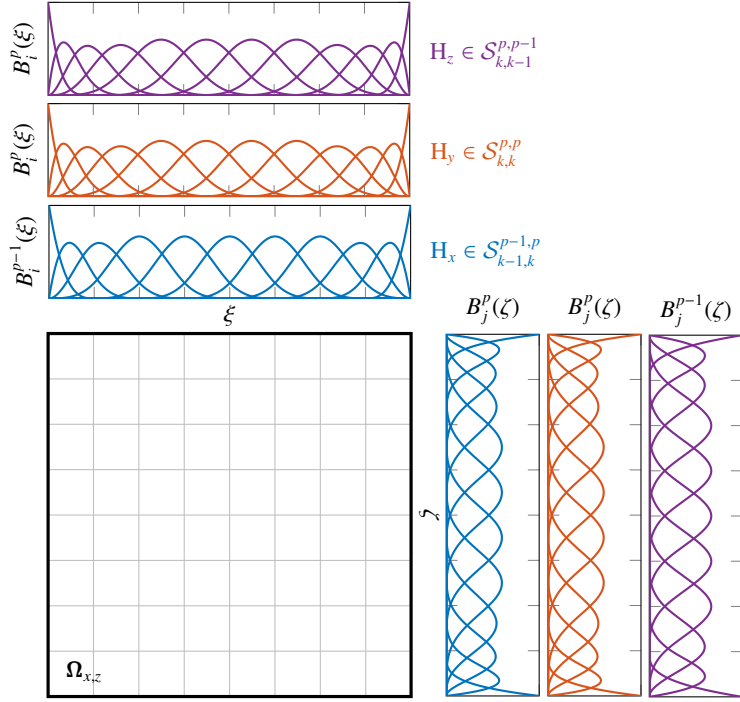 B_i^p(ξ)
H_z ∈ S_{k,k-1}^{p,p-1}
B_i^p(ξ)
H_y ∈ S_{k,k}^{p,p}
B_i^{p-1}(ξ)
H_x ∈ S_{k-1,k}^{p-1,p}
ξ
B_j^p(ζ) B_j^p(ζ) B_j^{p-1}(ζ)
ζ
Ω_{x,z}